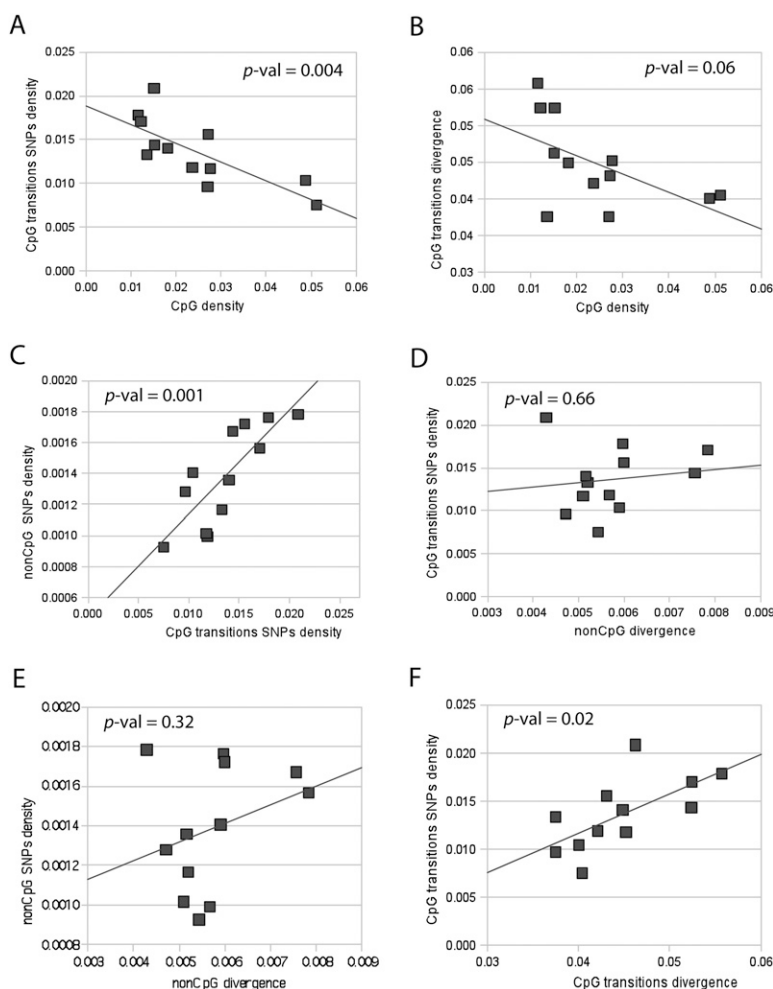 A
p-val = 0.004
CpG transitions SNPs density
0.025
0.020
0.015
0.010
0.005
0.000
0.00 0.01 0.02 0.03 0.04 0.05 0.06
CpG density
B
p-val = 0.06
CpG transitions divergence
0.06
0.06
0.05
0.05
0.04
0.04
0.03
0.00 0.01 0.02 0.03 0.04 0.05 0.06
CpG density
C
p-val = 0.001
nonCpG SNPs density
0.0020
0.0018
0.0016
0.0014
0.0012
0.0010
0.0008
0.0006
0.000 0.005 0.010 0.015 0.020 0.025
CpG transitions SNPs density
D
p-val = 0.66
CpG transitions SNPs density
0.025
0.020
0.015
0.010
0.005
0.000
0.003 0.004 0.005 0.006 0.007 0.008 0.009
nonCpG divergence
E
p-val = 0.32
nonCpG SNPs density
0.0020
0.0018
0.0016
0.0014
0.0012
0.0010
0.0008
0.003 0.004 0.005 0.006 0.007 0.008 0.009
nonCpG divergence
F
p-val = 0.02
CpG transitions SNPs density
0.025
0.020
0.015
0.010
0.005
0.000
0.03 0.04 0.05 0.06
CpG transitions divergence